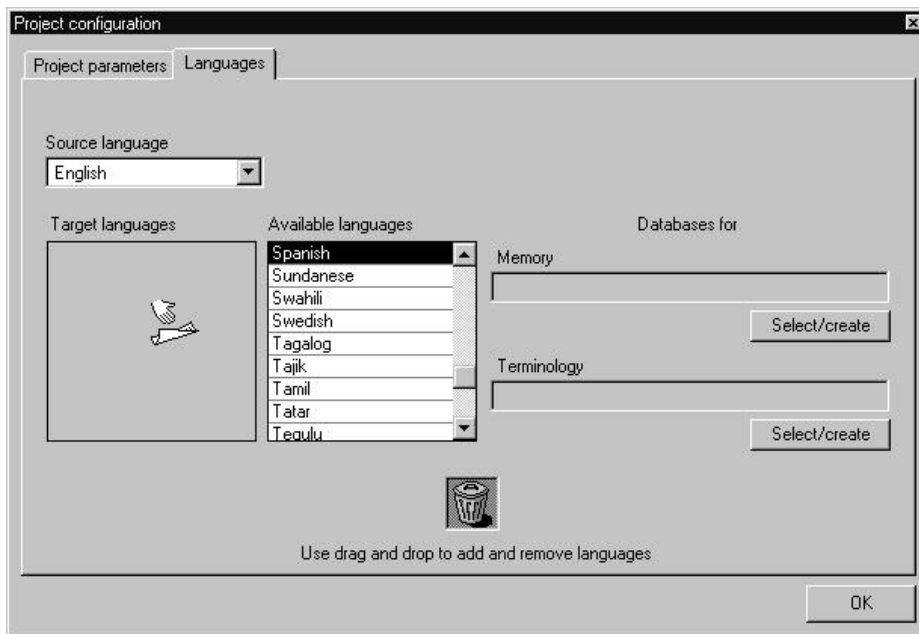 Project configuration
Project parameters
Languages
Source language
English
Target languages
Available languages
Databases for
Spanish
Sundanese
Swahili
Swedish
Tagalog
Tajik
Tamil
Tatar
Tegulu
Memory
Select/create
Terminology
Select/create
Use drag and drop to add and remove languages
OK